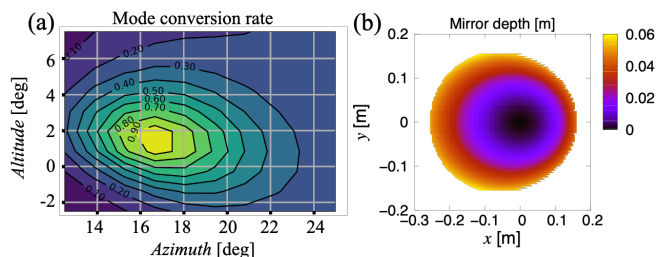 (a)
Mode conversion rate
0.10
0.20
0.30
0.40
0.50
0.60
0.70
0.80
0.90
0.10
0.20
6
4
2
0
-2
Altitude [deg]
14 16 18 20 22 24
Azimuth [deg]
(b)
Mirror depth [m]
0.2
0.1
0
-0.1
-0.2
y [m]
-0.3 -0.2 -0.1 0 0.1 0.2
x [m]
0.06
0.04
0.02
0